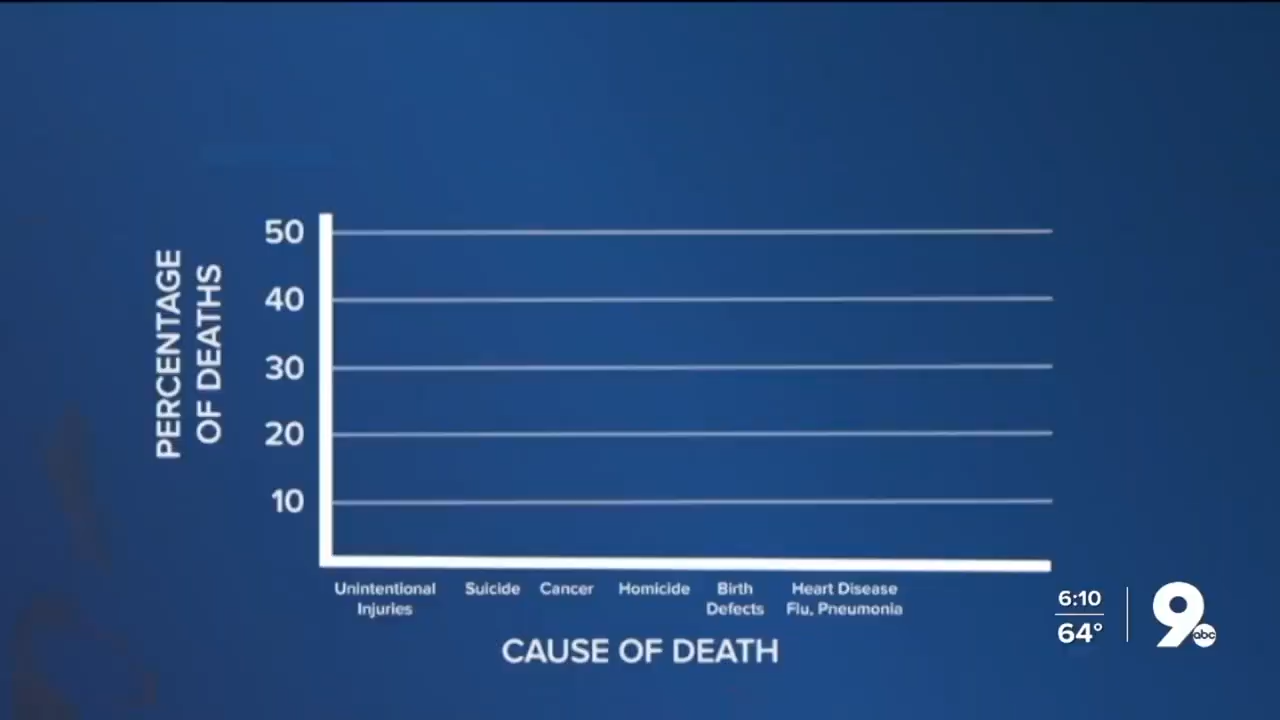 PERCENTAGE
OF DEATHS
50
40
30
20
10
Unintentional
Injuries
Suicide
Cancer
Homicide
Birth
Defects
Heart Disease
Flu, Pneumonia
CAUSE OF DEATH
6:10
64°
9
abc